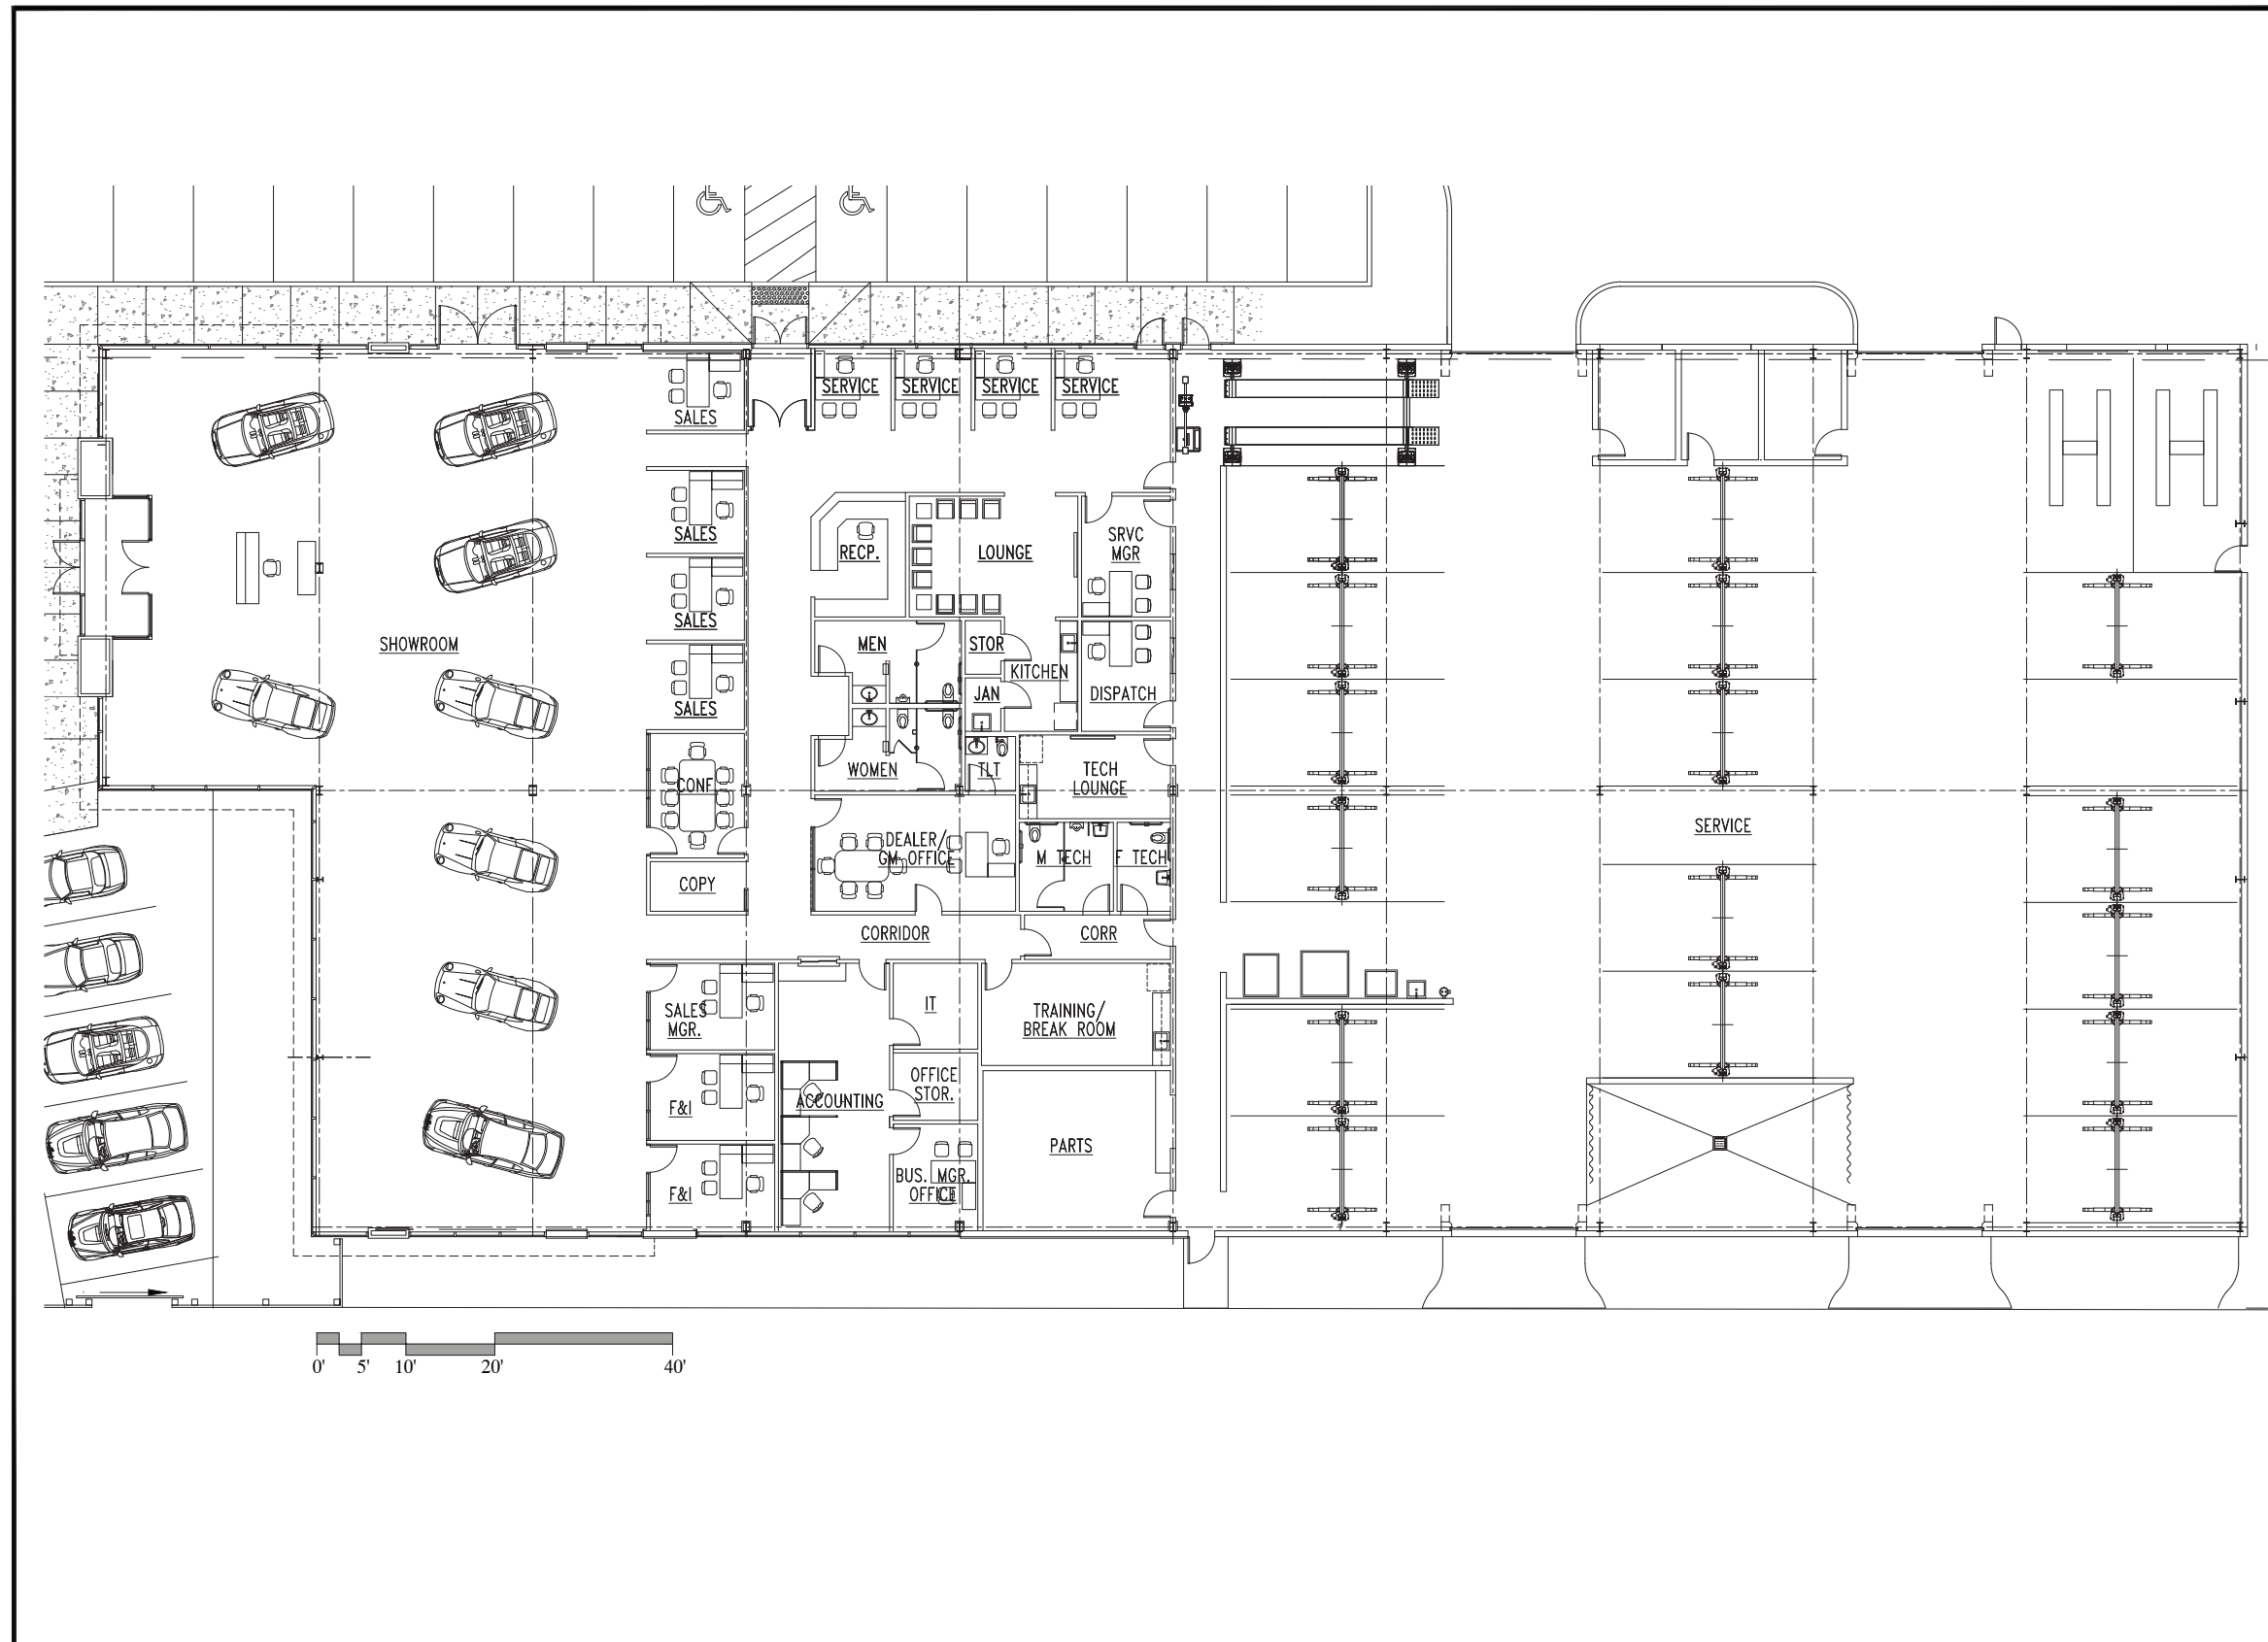 SERVICE
SERVICE
SERVICE
SERVICE
SALES
SALES
RECP.
LOUNGE
SRVC
MGR
SALES
SHOWROOM
MEN
STOR
KITCHEN
SALES
JAN
DISPATCH
CONF.
WOMEN
TLT
TECH
LOUNGE
SERVICE
DEALER/
GM OFFICE
M TECH
F TECH
COPY
CORRIDOR
CORR
SALES
MGR.
IT
TRAINING/
BREAK ROOM
F&I
ACCOUNTING
OFFICE
STOR.
PARTS
F&I
BUS. MGR.
OFFICE
0' 5' 10' 20' 40'